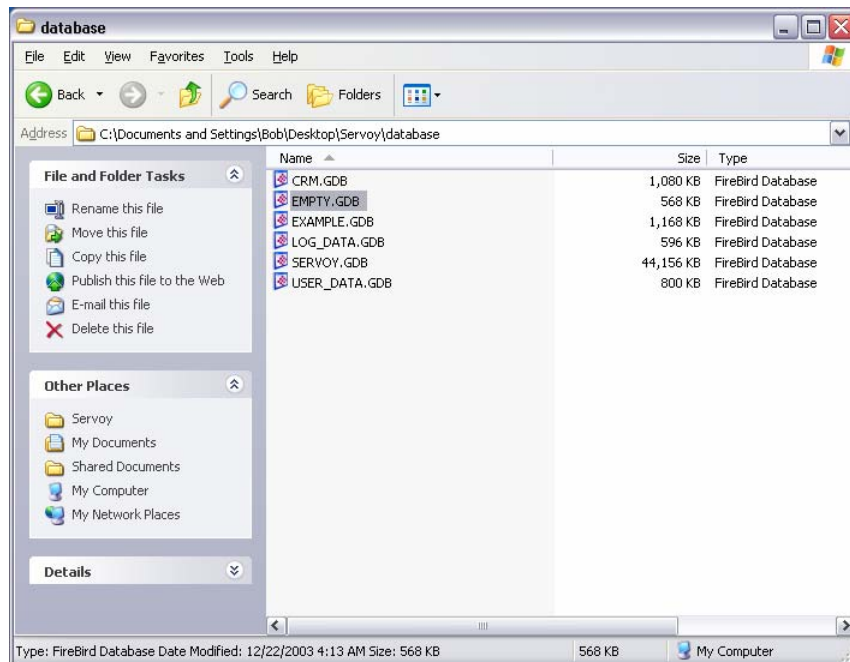 database
File Edit View Favorites Tools Help
Back Search Folders
Address C:\Documents and Settings\Bob\Desktop\Servoy\database
Name Size Type
File and Folder Tasks
Rename this file
Move this file
Copy this file
Publish this file to the Web
E-mail this file
Delete this file
Other Places
Servoy
My Documents
Shared Documents
My Computer
My Network Places
Details
CRM.GDB 1,080 KB FireBird Database
EMPTY.GDB 568 KB FireBird Database
EXAMPLE.GDB 1,168 KB FireBird Database
LOG_DATA.GDB 596 KB FireBird Database
SERVOY.GDB 44,156 KB FireBird Database
USER_DATA.GDB 800 KB FireBird Database
Type: FireBird Database Date Modified: 12/22/2003 4:13 AM Size: 568 KB 568 KB My Computer